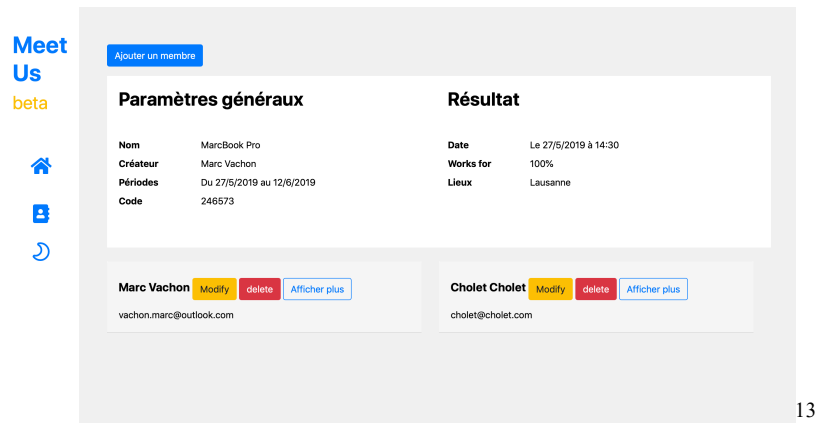 Meet
Us
beta
Ajouter un membre
Paramètres généraux
Nom MarcBook Pro
Créateur Marc Vachon
Périodes Du 27/5/2019 au 12/6/2019
Code 246573
Résultat
Date Le 27/5/2019 à 14:30
Works for 100%
Lieux Lausanne
Marc Vachon Modify delete Afficher plus
vachon.marc@outlook.com
Cholet Cholet Modify delete Afficher plus
cholet@cholet.com
13